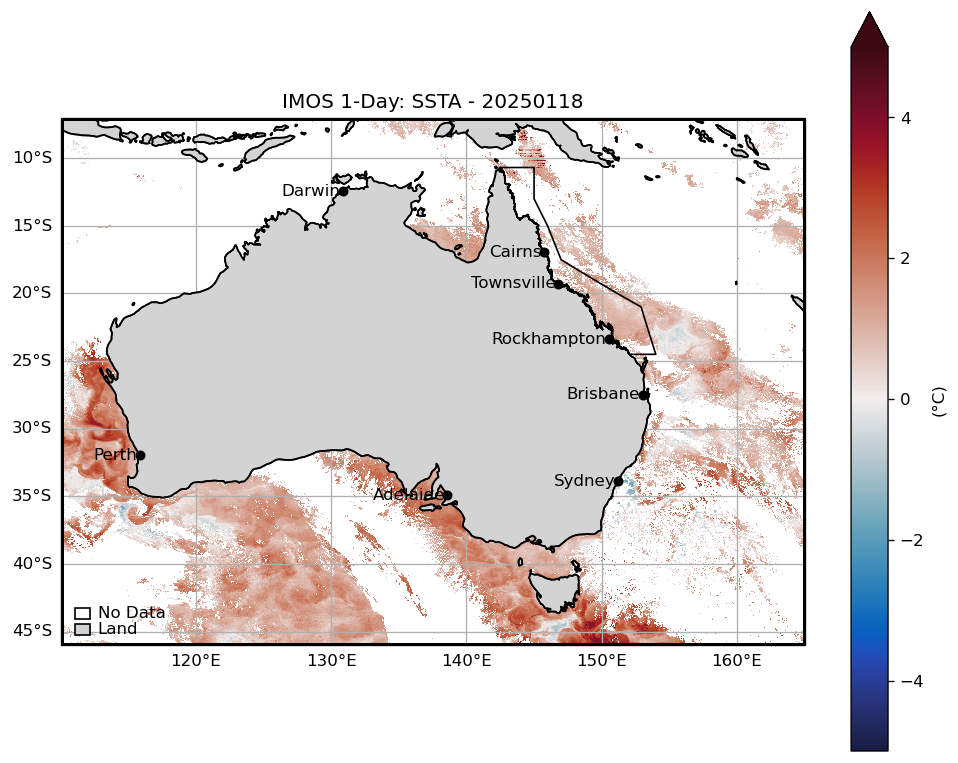 IMOS 1-Day: SSTA - 20250118
10°S
15°S
20°S
25°S
30°S
35°S
40°S
45°S
Darwin
Cairns
Townsville
Rockhampton
Brisbane
Perth
Sydney
Adelaide
No Data
Land
120°E
130°E
140°E
150°E
160°E
4
2
0
−2
−4
(°C)